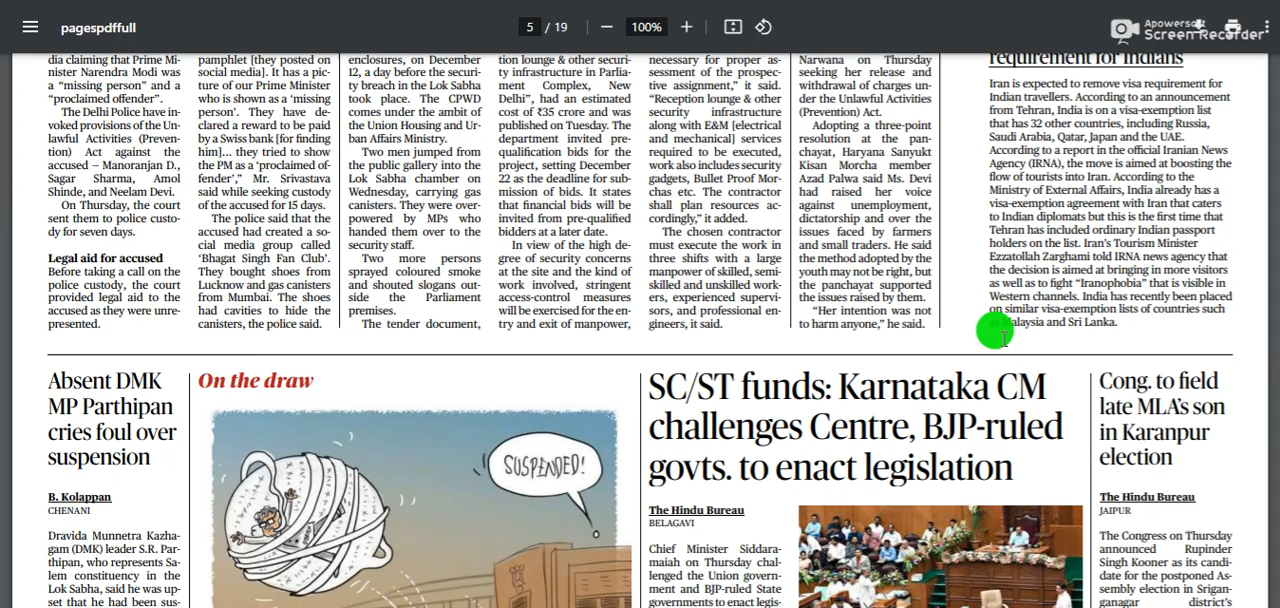 pagespdffull
5 / 19
100%
Apowersoft
Screen Recorder
dia claiming that Prime Mi-
nister Narendra Modi was
a “missing person” and a
“proclaimed offender”.
The Delhi Police have in-
voked provisions of the Un-
lawful Activities (Preven-
tion) Act against the
accused – Manoranjan D.,
Sagar Sharma, Amol
Shinde, and Neelam Devi.
On Thursday, the court
sent them to police custo-
dy for seven days.
Legal aid for accused
Before taking a call on the
police custody, the court
provided legal aid to the
accused as they were unre-
presented.
pamphlet [they posted on
social media]. It has a pic-
ture of our Prime Minister
who is shown as a ‘missing
person’. They have de-
clared a reward to be paid
by a Swiss bank [for finding
him]... they tried to show
the PM as a ‘proclaimed of-
fender’,” Mr. Srivastava
said while seeking custody
of the accused for 15 days.
The police said that the
accused had created a so-
cial media group called
‘Bhagat Singh Fan Club’.
They bought shoes from
Lucknow and gas canisters
from Mumbai. The shoes
had cavities to hide the
canisters, the police said.
enclosures, on December
12, a day before the securi-
ty breach in the Lok Sabha
took place. The CPWD
comes under the ambit of
the Union Housing and Ur-
ban Affairs Ministry.
Two men jumped from
the public gallery into the
Lok Sabha chamber on
Wednesday, carrying gas
canisters. They were over-
powered by MPs who
handed them over to the
security staff.
Two more persons
sprayed coloured smoke
and shouted slogans out-
side the Parliament
premises.
The tender document,
tion lounge & other securi-
ty infrastructure in Parlia-
ment Complex, New
Delhi”, had an estimated
cost of ₹35 crore and was
published on Tuesday. The
department invited pre-
qualification bids for the
project, setting December
22 as the deadline for sub-
mission of bids. It states
that financial bids will be
invited from pre-qualified
bidders at a later date.
In view of the high de-
gree of security concerns
at the site and the kind of
work involved, stringent
access-control measures
will be exercised for the en-
try and exit of manpower,
necessary for proper as-
sessment of the prospec-
tive assignment,” it said.
“Reception lounge & other
security infrastructure
along with E&M [electrical
and mechanical] services
required to be executed,
work also includes security
gadgets, Bullet Proof Mor-
chas etc. The contractor
shall plan resources ac-
cordingly,” it added.
The chosen contractor
must execute the work in
three shifts with a large
manpower of skilled, semi-
skilled and unskilled work-
ers, experienced supervi-
sors, and professional en-
gineers, it said.
Narwana on Thursday
seeking her release and
withdrawal of charges un-
der the Unlawful Activities
(Prevention) Act.
Adopting a three-point
resolution at the pan-
chayat, Haryana Sanyukt
Kisan Morcha member
Azad Palwa said Ms. Devi
had raised her voice
against unemployment,
dictatorship and over the
issues faced by farmers
and small traders. He said
the method adopted by the
youth may not be right, but
the panchayat supported
the issues raised by them.
“Her intention was not
to harm anyone,” he said.
requirement for Indians
Iran is expected to remove visa requirement for
Indian travellers. According to an announcement
from Tehran, India is on a visa-exemption list
that has 32 other countries, including Russia,
Saudi Arabia, Qatar, Japan and the UAE.
According to a report in the official Iranian News
Agency (IRNA), the move is aimed at boosting the
flow of tourists into Iran. According to the
Ministry of External Affairs, India already has a
visa-exemption agreement with Iran that caters
to Indian diplomats but this is the first time that
Tehran has included ordinary Indian passport
holders on the list. Iran’s Tourism Minister
Ezzatollah Zarghami told IRNA news agency that
the decision is aimed at bringing in more visitors
as well as to fight “Iranophobia” that is visible in
Western channels. India has recently been placed
on similar visa-exemption lists of countries such
as Malaysia and Sri Lanka.
Absent DMK
MP Parthipan
cries foul over
suspension
B. Kolappan
CHENANI
Dravida Munnetra Kazha-
gam (DMK) leader S.R. Par-
thipan, who represents Sa-
lem constituency in the
Lok Sabha, said he was up-
set that he had been sus-
On the draw
SUSPENDED!
SC/ST funds: Karnataka CM
challenges Centre, BJP-ruled
govts. to enact legislation
The Hindu Bureau
BELAGAVI
Chief Minister Siddara-
maiah on Thursday chal-
lenged the Union govern-
ment and BJP-ruled State
governments to enact legis-
Cong. to field
late MLA’s son
in Karanpur
election
The Hindu Bureau
JAIPUR
The Congress on Thursday
announced Rupinder
Singh Kooner as its candi-
date for the postponed As-
sembly election in Srigan-
ganagar district’s